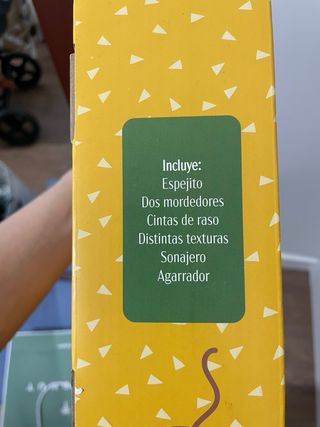 Incluye:
Espejito
Dos mordedores
Cintas de raso
Distintas texturas
Sonajero
Agarrador